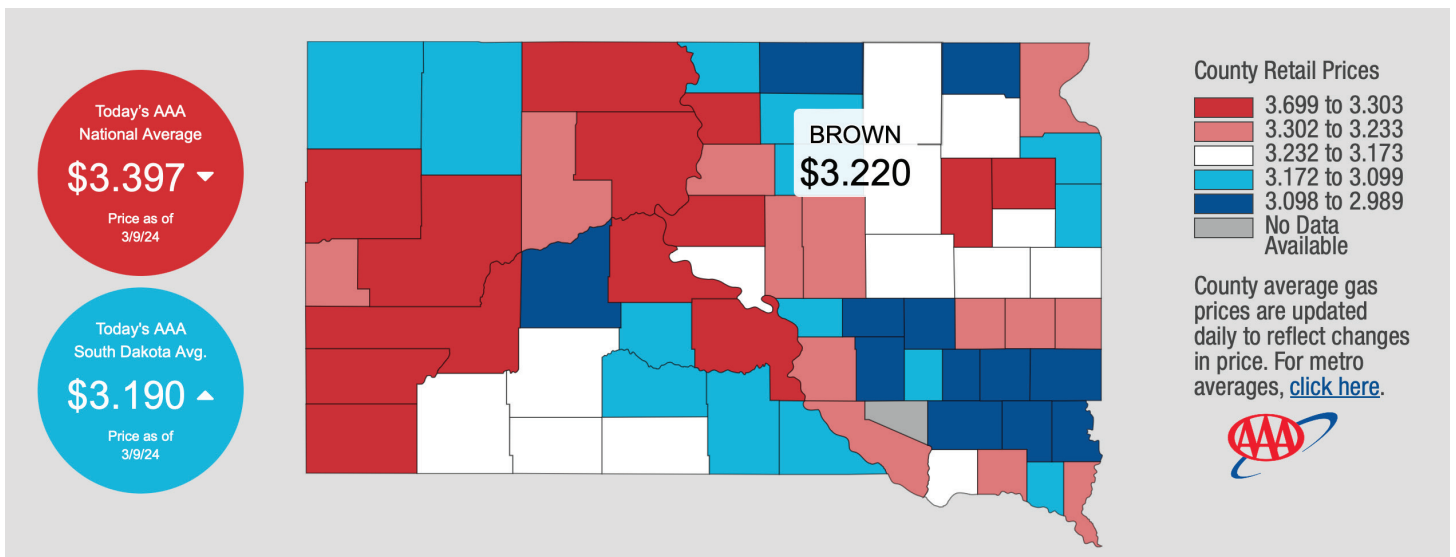 Today's AAA
National Average
$3.397
Price as of
3/9/24
Today's AAA
South Dakota Avg.
$3.190
Price as of
3/9/24
BROWN
$3.220
County Retail Prices
3.699 to 3.303
3.302 to 3.233
3.232 to 3.173
3.172 to 3.099
3.098 to 2.989
No Data
Available
County average gas
prices are updated
daily to reflect changes
in price. For metro
averages, click here.
AAA